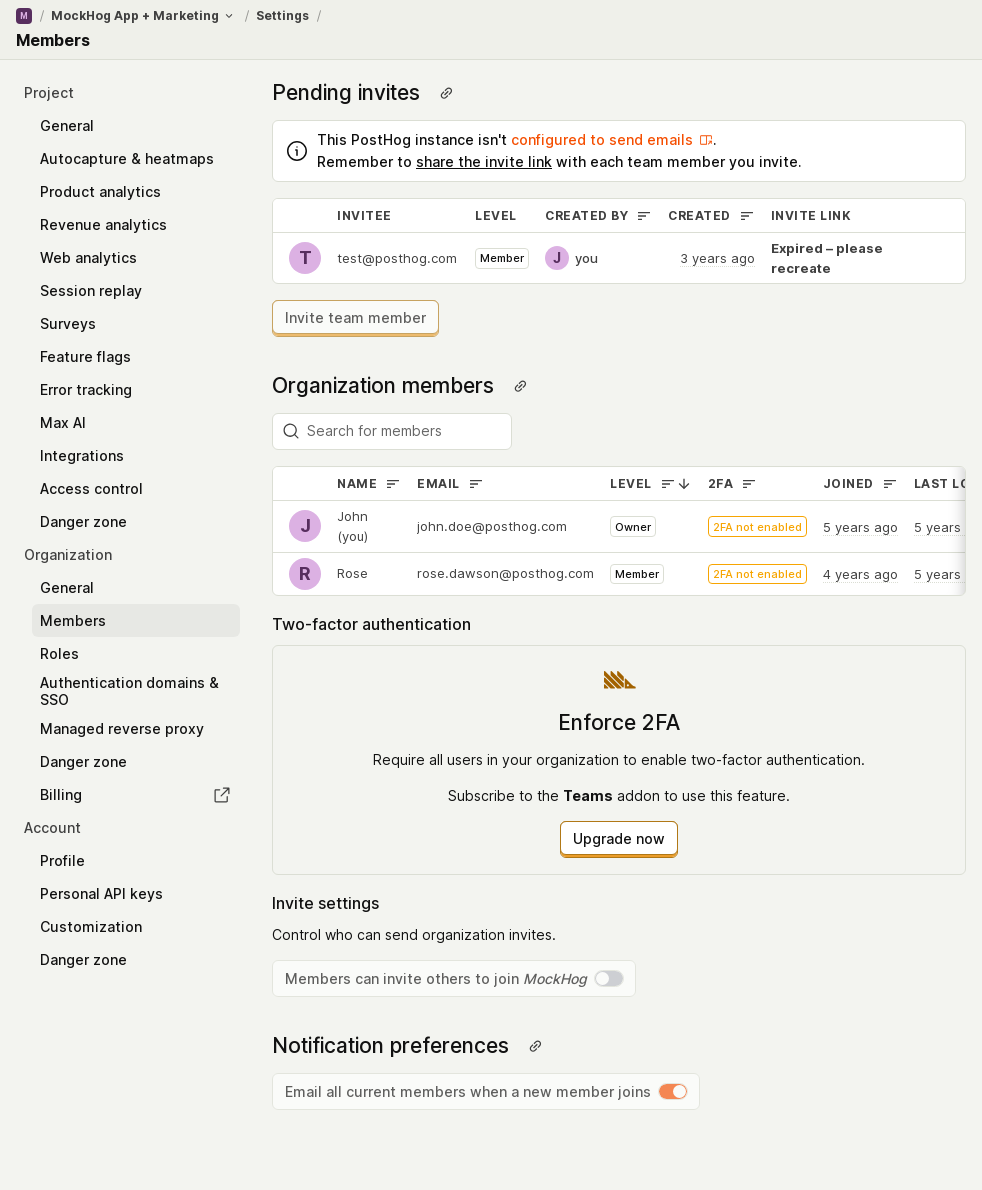 M / MockHog App + Marketing / Settings /
Members
Project
General
Autocapture & heatmaps
Product analytics
Revenue analytics
Web analytics
Session replay
Surveys
Feature flags
Error tracking
Max AI
Integrations
Access control
Danger zone
Organization
General
Members
Roles
Authentication domains &
SSO
Managed reverse proxy
Danger zone
Billing
Account
Profile
Personal API keys
Customization
Danger zone
Pending invites
This PostHog instance isn't configured to send emails.
Remember to share the invite link with each team member you invite.
INVITEE LEVEL CREATED BY CREATED INVITE LINK
T test@posthog.com Member J you 3 years ago Expired – please
recreate
Invite team member
Organization members
Search for members
NAME EMAIL LEVEL 2FA JOINED LAST LO
J John
(you) john.doe@posthog.com Owner 2FA not enabled 5 years ago 5 years
R Rose rose.dawson@posthog.com Member 2FA not enabled 4 years ago 5 years
Two-factor authentication
Enforce 2FA
Require all users in your organization to enable two-factor authentication.
Subscribe to the Teams addon to use this feature.
Upgrade now
Invite settings
Control who can send organization invites.
Members can invite others to join MockHog
Notification preferences
Email all current members when a new member joins